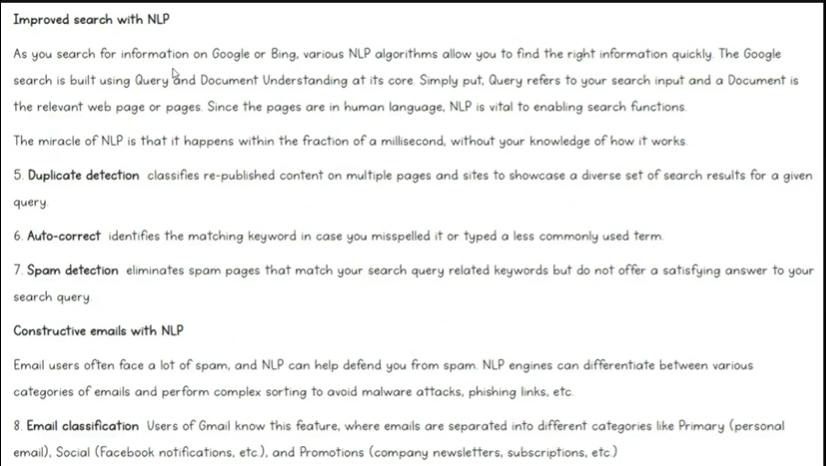 Improved search with NLP
As you search for information on Google or Bing, various NLP algorithms allow you to find the right information quickly. The Google
search is built using Query and Document Understanding at its core. Simply put, Query refers to your search input and a Document is
the relevant web page or pages. Since the pages are in human language, NLP is vital to enabling search functions.
The miracle of NLP is that it happens within the fraction of a millisecond, without your knowledge of how it works.
5. Duplicate detection classifies re-published content on multiple pages and sites to showcase a diverse set of search results for a given
query.
6. Auto-correct identifies the matching keyword in case you misspelled it or typed a less commonly used term.
7. Spam detection eliminates spam pages that match your search query related keywords but do not offer a satisfying answer to your
search query.
Constructive emails with NLP
Email users often face a lot of spam, and NLP can help defend you from spam. NLP engines can differentiate between various
categories of emails and perform complex sorting to avoid malware attacks, phishing links, etc.
8. Email classification Users of Gmail know this feature, where emails are separated into different categories like Primary (personal
email), Social (Facebook notifications, etc.), and Promotions (company newsletters, subscriptions, etc.)